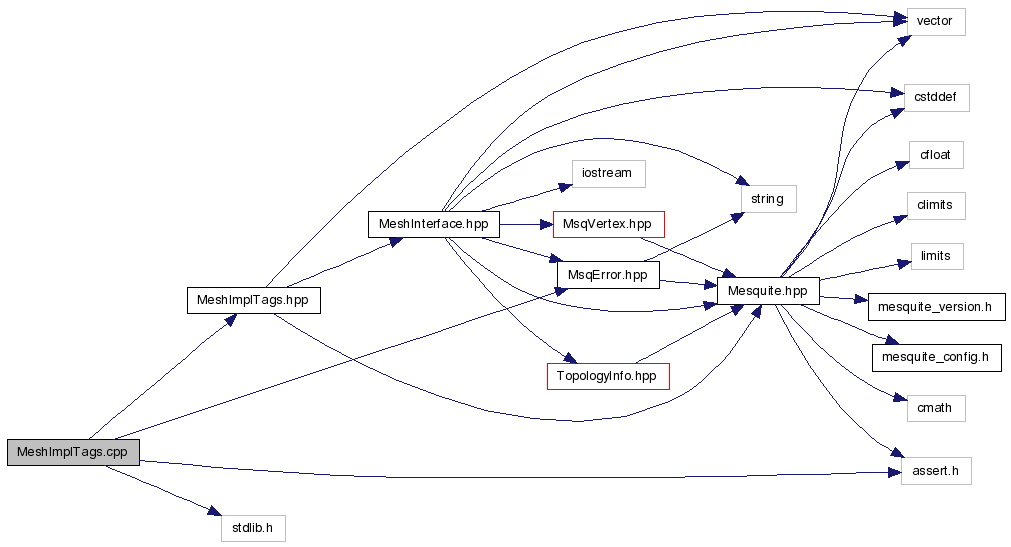 vector
cstddef
cfloat
iostream
string
climits
MeshInterface.hpp
MsqVertex.hpp
limits
MsqError.hpp
Mesquite.hpp
MeshImplTags.hpp
mesquite_version.h
mesquite_config.h
TopologyInfo.hpp
cmath
MeshImplTags.cpp
assert.h
stdlib.h